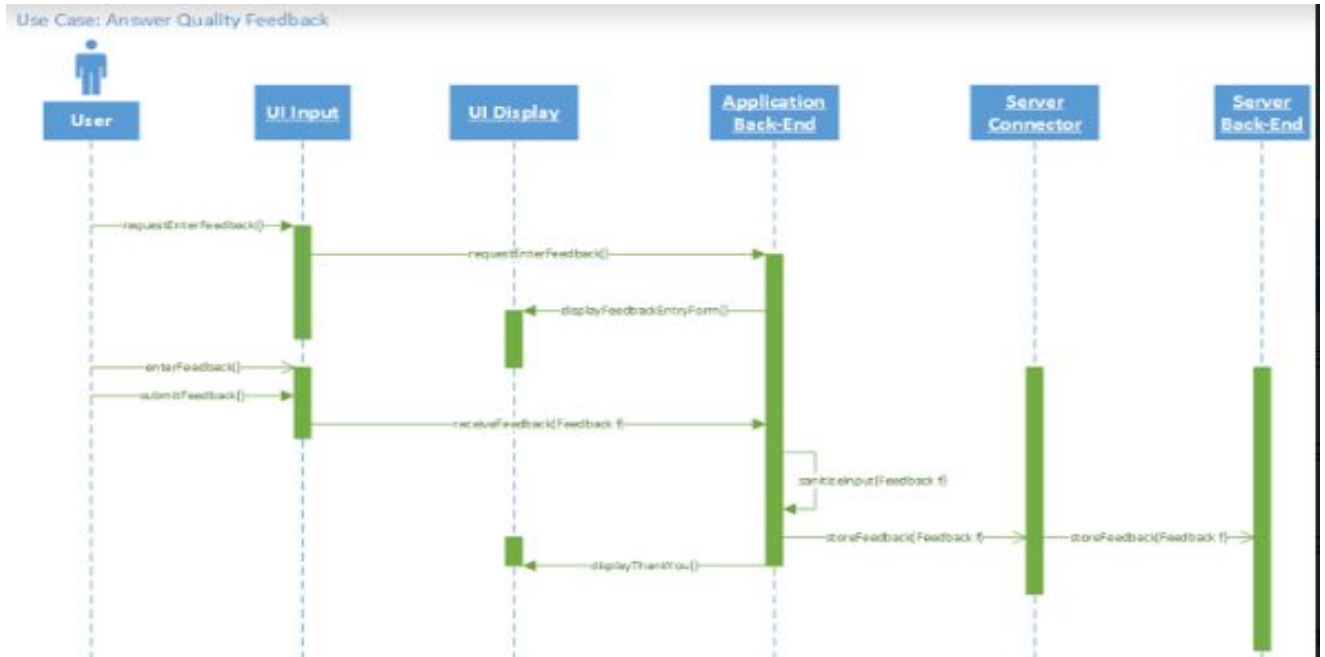 Use Case: Answer Quality Feedback
User
UI Input
UI Display
Application
Back-End
Server
Connector
Server
Back-End
requestEnterFeedback()
requestEnterFeedback()
displayFeedbackEntryForm()
enterFeedback()
submitFeedback()
receiveFeedback(Feedback f)
sanitizeInput(Feedback f)
storeFeedback(Feedback f)
storeFeedback(Feedback f)
displayThankYou()